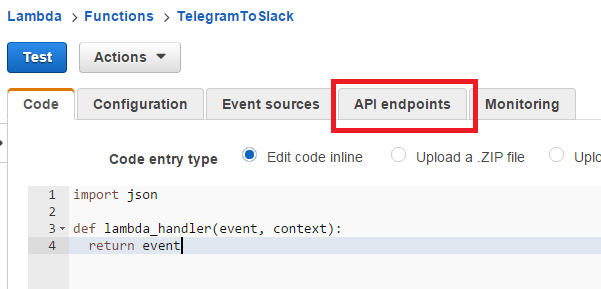 Lambda > Functions > TelegramToSlack
Test Actions
Code Configuration Event sources API endpoints Monitoring
Code entry type Edit code inline Upload a .ZIP file Uplo
1 import json
2
3 def lambda_handler(event, context):
4 return event